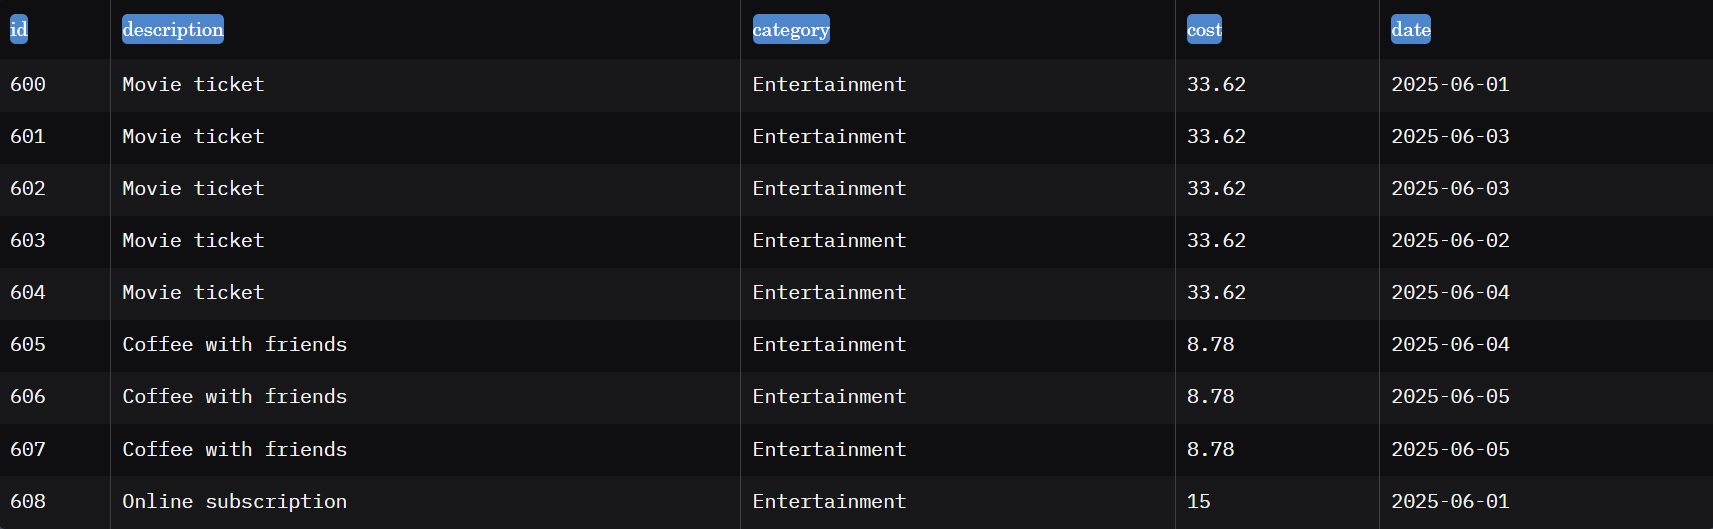 id description category cost date
600 Movie ticket Entertainment 33.62 2025-06-01
601 Movie ticket Entertainment 33.62 2025-06-03
602 Movie ticket Entertainment 33.62 2025-06-03
603 Movie ticket Entertainment 33.62 2025-06-02
604 Movie ticket Entertainment 33.62 2025-06-04
605 Coffee with friends Entertainment 8.78 2025-06-04
606 Coffee with friends Entertainment 8.78 2025-06-05
607 Coffee with friends Entertainment 8.78 2025-06-05
608 Online subscription Entertainment 15 2025-06-01